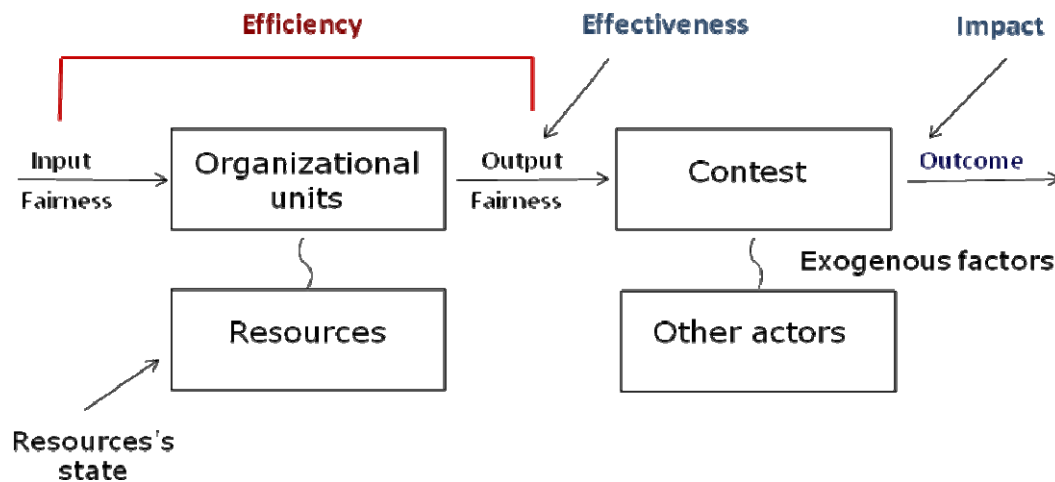 Efficiency
Effectiveness
Impact
Input
Fairness
Organizational
units
Output
Fairness
Contest
Outcome
Exogenous factors
Resources
Other actors
Resources's
state